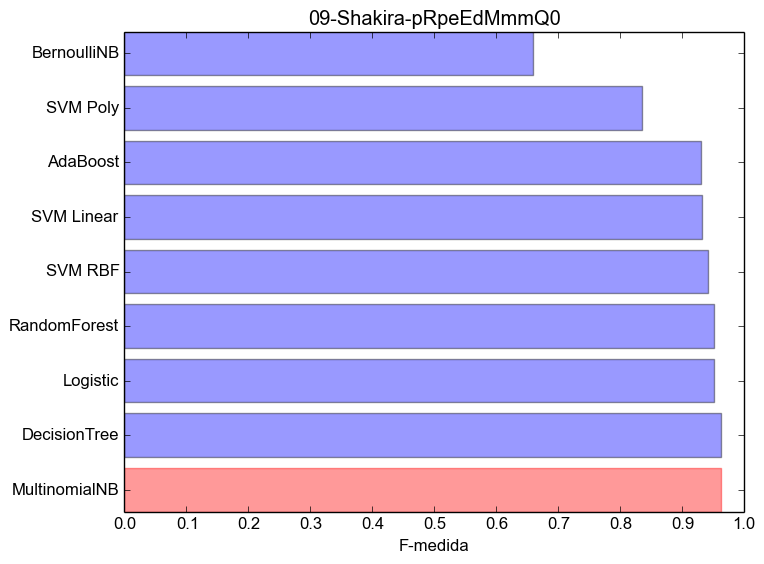 09-Shakira-pRpeEdMmmQ0
BernoulliNB
SVM Poly
AdaBoost
SVM Linear
SVM RBF
RandomForest
Logistic
DecisionTree
MultinomialNB
0.0 0.1 0.2 0.3 0.4 0.5 0.6 0.7 0.8 0.9 1.0
F-medida